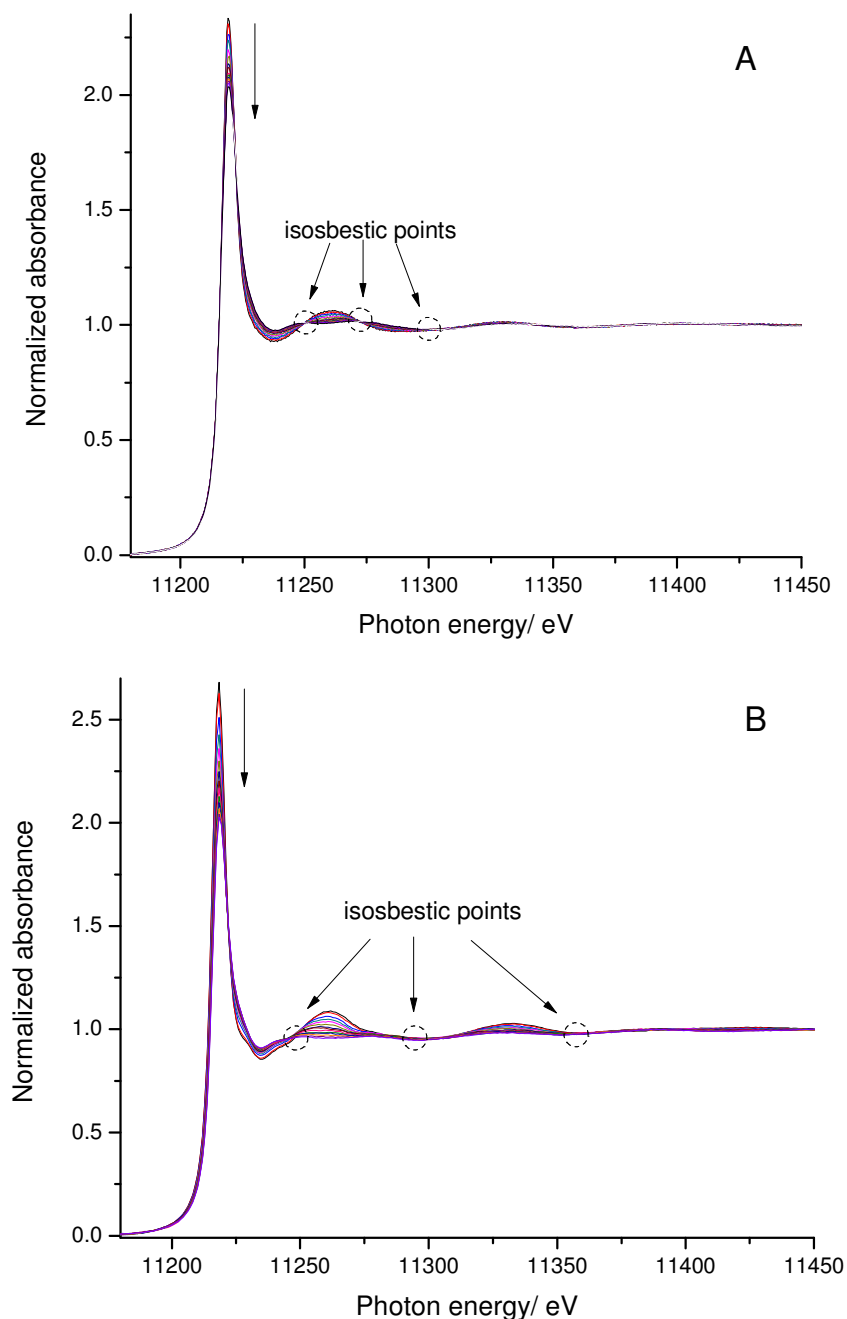 A
2.0
1.5
1.0
0.5
0.0
Normalized absorbance
isosbestic points
11200 11250 11300 11350 11400 11450
Photon energy/ eV
B
2.5
2.0
1.5
1.0
0.5
0.0
Normalized absorbance
isosbestic points
11200 11250 11300 11350 11400 11450
Photon energy/ eV